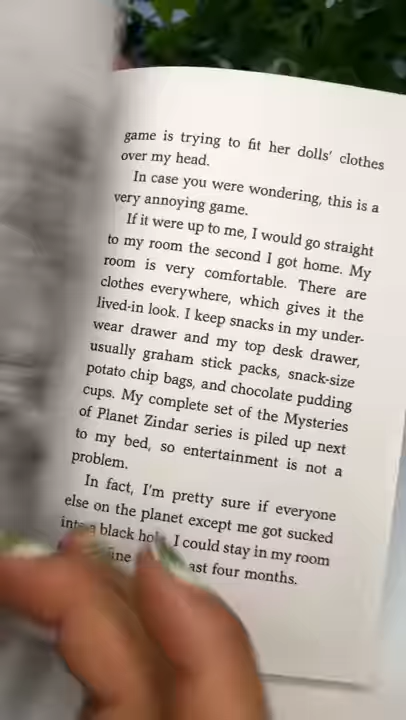 game is trying to fit her dolls' clothes
over my head.
In case you were wondering, this is a
very annoying game.
If it were up to me, I would go straight
to my room the second I got home. My
room is very comfortable. There are
clothes everywhere, which gives it the
lived-in look. I keep snacks in my under-
wear drawer and my top desk drawer,
usually graham stick packs, snack-size
potato chip bags, and chocolate pudding
cups. My complete set of the Mysteries
of Planet Zindar series is piled up next
to my bed, so entertainment is not a
problem.
In fact, I'm pretty sure if everyone
else on the planet except me got sucked
into a black hole, I could stay in my room
fine ast four months.